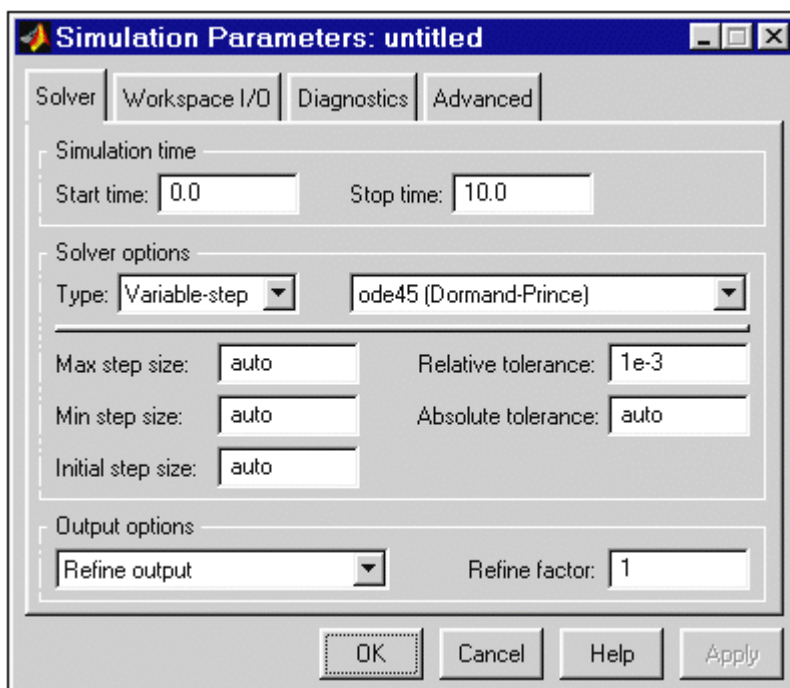 Simulation Parameters: untitled
Solver Workspace I/O Diagnostics Advanced
Simulation time
Start time: 0.0 Stop time: 10.0
Solver options
Type: Variable-step ode45 (Dormand-Prince)
Max step size: auto Relative tolerance: 1e-3
Min step size: auto Absolute tolerance: auto
Initial step size: auto
Output options
Refine output Refine factor: 1
OK Cancel Help Apply